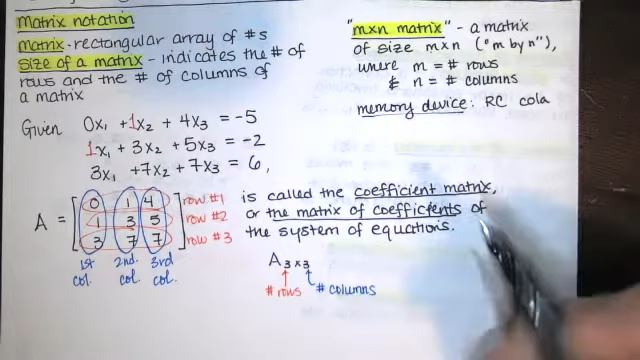 Matrix notation
Matrix - rectangular array of #s
Size of a matrix - indicates the # of
rows and the # of columns of
a matrix
"m×n matrix" - a matrix
of size m×n ("m by n"),
where m = # rows
& n = # columns
memory device: RC cola
Given 0x₁ + 1x₂ + 4x₃ = -5
1x₁ + 3x₂ + 5x₃ = -2
3x₁ + 7x₂ + 7x₃ = 6,
A = [ 0 1 4 ] row #1
4 3 5 row #2
3 7 7 row #3
1st col. 2nd. col. 3rd col.
is called the coefficient matrix,
or the matrix of coefficients of
the system of equations.
A 3×3
# rows # columns